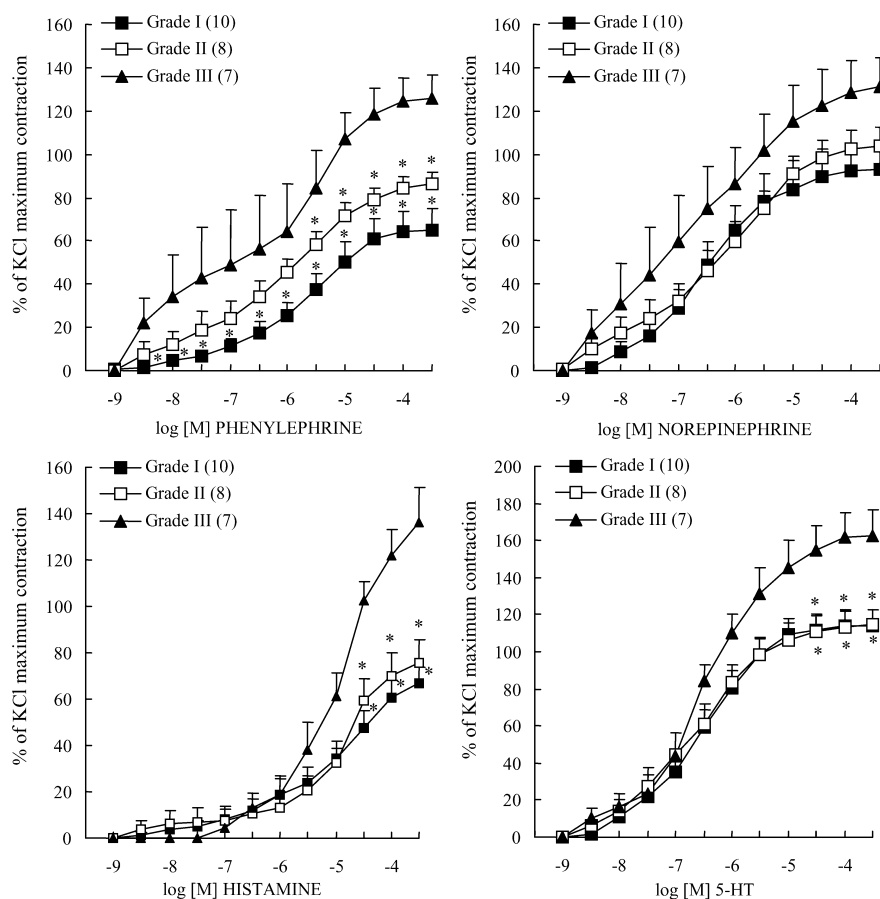 160
140
120
100
80
60
40
20
0
% of KCl maximum contraction
Grade I (10)
Grade II (8)
Grade III (7)
* * * *
* * * * * * * * * * *
-9 -8 -7 -6 -5 -4
log [M] PHENYLEPHRINE
160
140
120
100
80
60
40
20
0
% of KCl maximum contraction
Grade I (10)
Grade II (8)
Grade III (7)
-9 -8 -7 -6 -5 -4
log [M] NOREPINEPHRINE
160
140
120
100
80
60
40
20
0
% of KCl maximum contraction
Grade I (10)
Grade II (8)
Grade III (7)
* * *
* * *
-9 -8 -7 -6 -5 -4
log [M] HISTAMINE
200
180
160
140
120
100
80
60
40
20
0
% of KCl maximum contraction
Grade I (10)
Grade II (8)
Grade III (7)
* * *
* * *
-9 -8 -7 -6 -5 -4
log [M] 5-HT